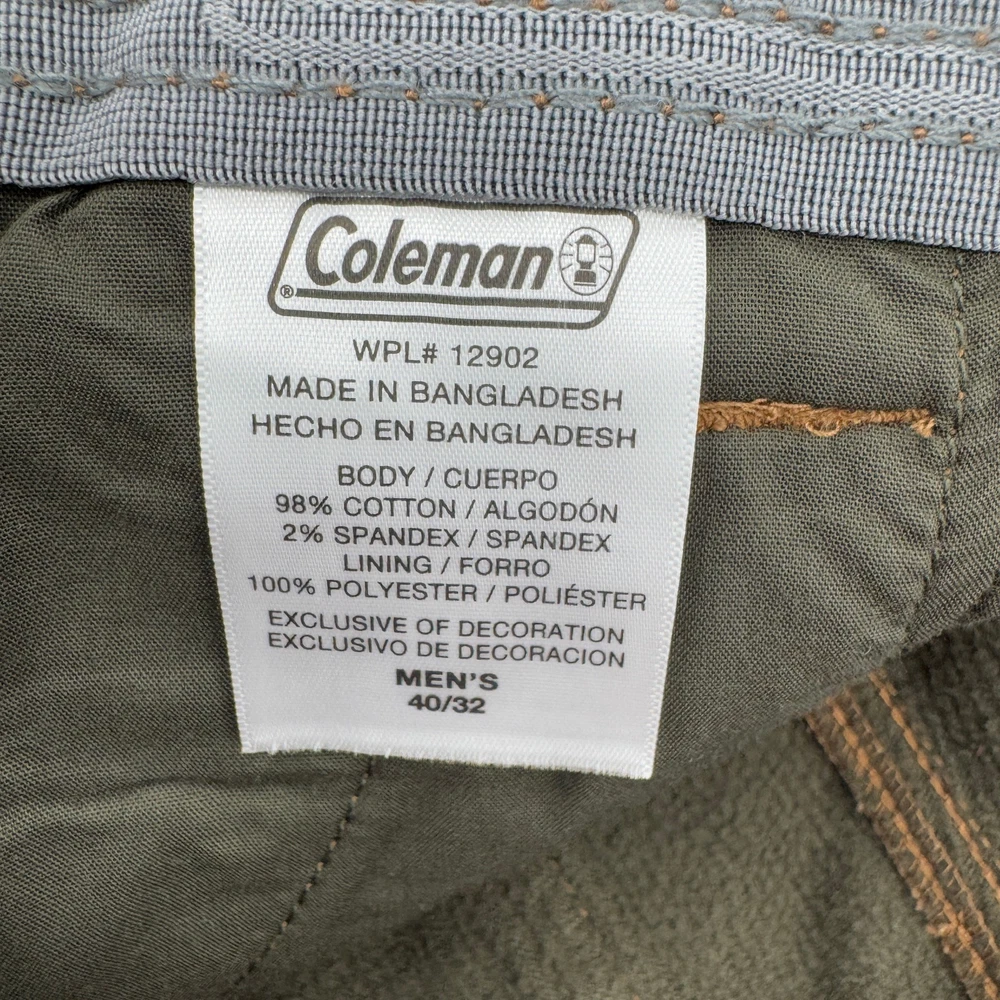 Coleman
®
WPL# 12902
MADE IN BANGLADESH
HECHO EN BANGLADESH
BODY / CUERPO
98% COTTON / ALGODÓN
2% SPANDEX / SPANDEX
LINING / FORRO
100% POLYESTER / POLIÉSTER
EXCLUSIVE OF DECORATION
EXCLUSIVO DE DECORACION
MEN'S
40/32